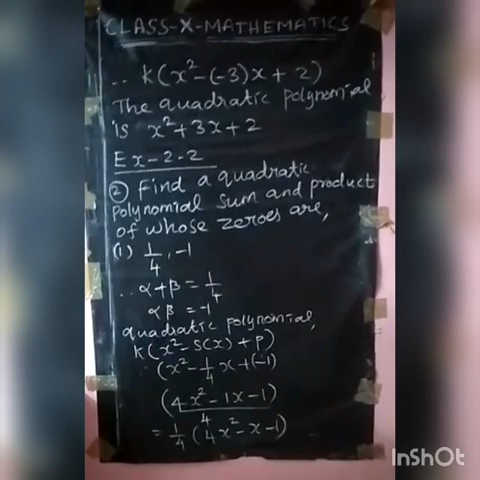 CLASS-X-MATHEMATICS
∴ K(x²-(-3)x+2)
The quadratic polynomial
is x²+3x+2
Ex-2-2
② Find a quadratic
polynomial sum and product
of whose zeroes are,
(1) 1/4, -1
∴ α+β = 1/4
αβ = -1
quadratic polynomial,
K(x²-S(x)+P)
(x²-1/4x+(-1)
(4x²-1x-1)/4
= 1/4(4x²-x-1)
InShOt